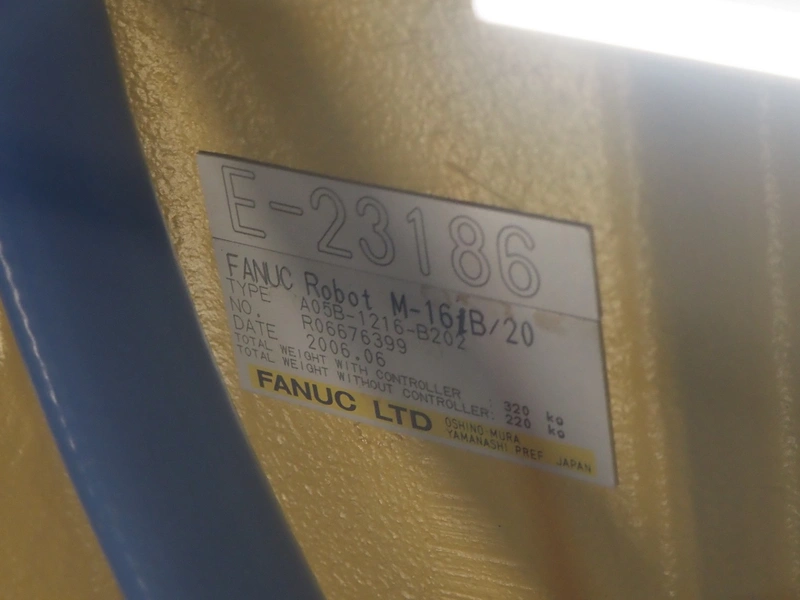 E-23186
FANUC Robot M-16iB/20
TYPE A05B-1216-B202
NO. R06676399
DATE 2006.06
TOTAL WEIGHT WITH CONTROLLER : 320 kg
TOTAL WEIGHT WITHOUT CONTROLLER: 220 kg
FANUC LTD
OSHINO-MURA
YAMANASHI PREF. JAPAN